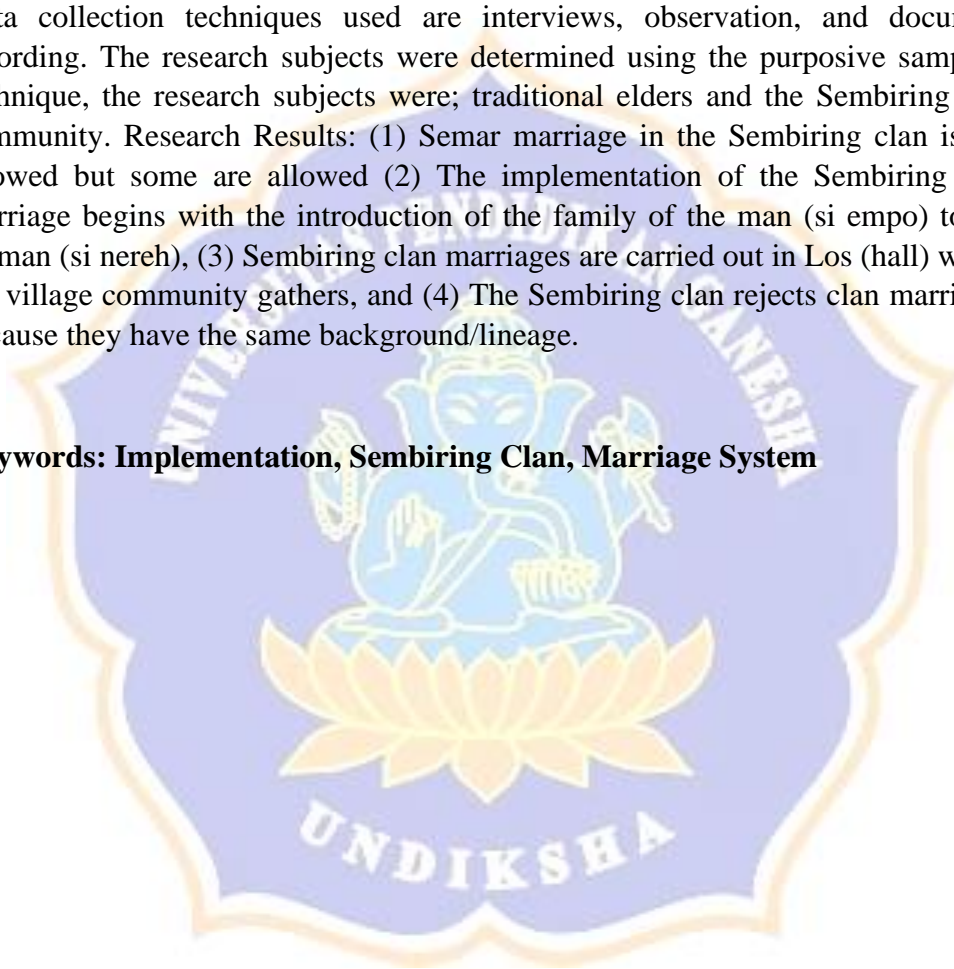 ta collection techniques used are interviews, observation, and docu
ording. The research subjects were determined using the purposive samp
hnique, the research subjects were; traditional elders and the Sembiring
mmunity. Research Results: (1) Semar marriage in the Sembiring clan is
owed but some are allowed (2) The implementation of the Sembiring
rriage begins with the introduction of the family of the man (si empo) to
man (si nereh), (3) Sembiring clan marriages are carried out in Los (hall) w
village community gathers, and (4) The Sembiring clan rejects clan marri
cause they have the same background/lineage.
ywords: Implementation, Sembiring Clan, Marriage System
UNIVERSITAS PENDIDIKAN GANESHA
UNDIKSHA